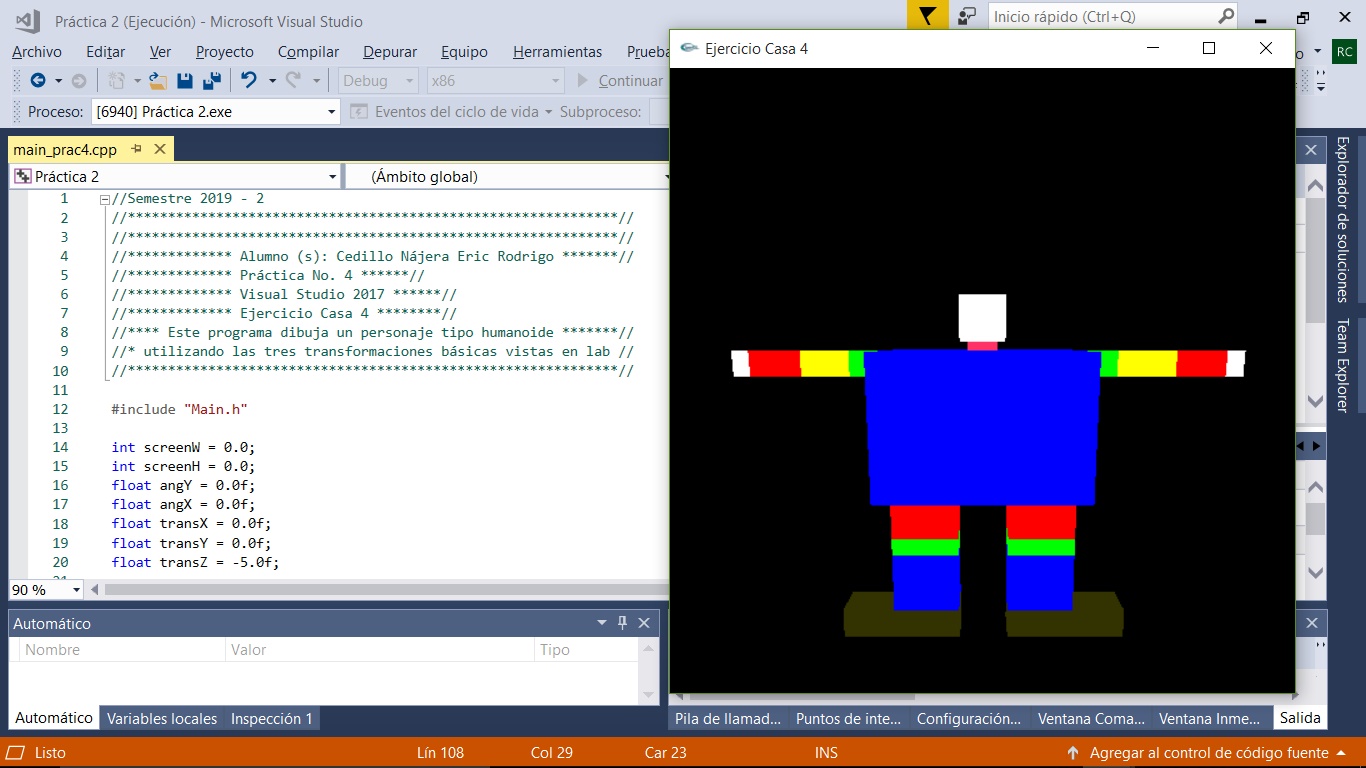 Práctica 2 (Ejecución) - Microsoft Visual Studio
Inicio rápido (Ctrl+Q)
Archivo Editar Ver Proyecto Compilar Depurar Equipo Herramientas
RC
Debug x86 Continuar
Proceso: [6940] Práctica 2.exe Eventos del ciclo de vida Subproceso:
main_prac4.cpp
Práctica 2 (Ámbito global)
1 //Semestre 2019 - 2
2 //*************************************************************//
3 //*************************************************************//
4 //************* Alumno (s): Cedillo Nájera Eric Rodrigo *******//
5 //************* Práctica No. 4 ******//
6 //************* Visual Studio 2017 ******//
7 //************* Ejercicio Casa 4 ********//
8 //**** Este programa dibuja un personaje tipo humanoide *******//
9 //* utilizando las tres transformaciones básicas vistas en lab //
10 //*************************************************************//
11
12 #include "Main.h"
13
14 int screenW = 0.0;
15 int screenH = 0.0;
16 float angY = 0.0f;
17 float angX = 0.0f;
18 float transX = 0.0f;
19 float transY = 0.0f;
20 float transZ = -5.0f;
90 %
Ejercicio Casa 4
Explorador de soluciones
Team Explorer
Automático
Nombre Valor Tipo
Automático Variables locales Inspección 1
Pila de llamad... Puntos de inte... Configuración... Ventana Coma... Ventana Inme... Salida
Listo Lín 108 Col 29 Car 23 INS Agregar al control de código fuente